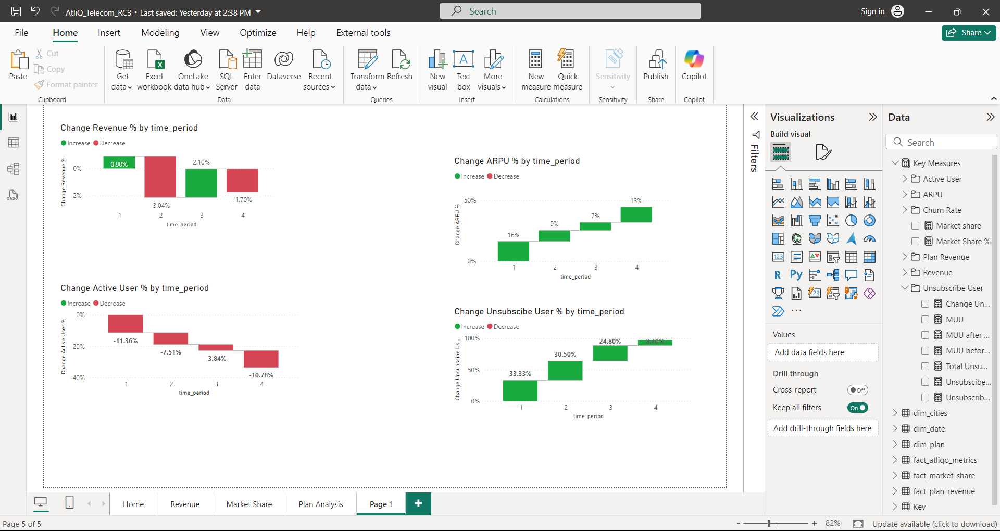 AtliQ_Telecom_RC3 • Last saved: Yesterday at 2:38 PM
Search
Sign in
File Home Insert Modeling View Optimize Help External tools
Share
Paste
Cut
Copy
Format painter
Clipboard
Get data
Excel workbook
OneLake data hub
SQL Server
Enter data
Dataverse
Recent sources
Data
Transform data
Refresh
Queries
New visual
Text box
More visuals
Insert
New measure
Quick measure
Calculations
Sensitivity
Sensitivity
Publish
Share
Copilot
Copilot
DAX
Change Revenue % by time_period
Increase Decrease
Change Revenue %
0%
-2%
0.90%
-3.04%
2.10%
-1.70%
1 2 3 4
time_period
Change ARPU % by time_period
Increase Decrease
Change ARPU %
50%
0%
16%
9%
7%
13%
1 2 3 4
time_period
Change Active User % by time_period
Increase Decrease
Change Active User %
0%
-20%
-40%
-11.36%
-7.51%
-3.84%
-10.78%
1 2 3 4
time_period
Change Unsubscibe User % by time_period
Increase Decrease
Change Unsubscibe Us...
100%
50%
0%
33.33%
30.50%
24.80%
8.40%
1 2 3 4
time_period
Filters
Visualizations
Build visual
123
R
Py
123
...
Values
Add data fields here
Drill through
Cross-report
Off
Keep all filters
On
Add drill-through fields here
Data
Search
Key Measures
Active User
ARPU
Churn Rate
Market share
Market Share %
Plan Revenue
Revenue
Unsubscribe User
Change Un...
MUU
MUU after ...
MUU befor...
Total Unsu...
Unsubscibe...
Unsubscrib...
dim_cities
dim_date
dim_plan
fact_atliqo_metrics
fact_market_share
fact_plan_revenue
Key
Home Revenue Market Share Plan Analysis Page 1 +
Page 5 of 5
- + 82%
Update available (click to download)